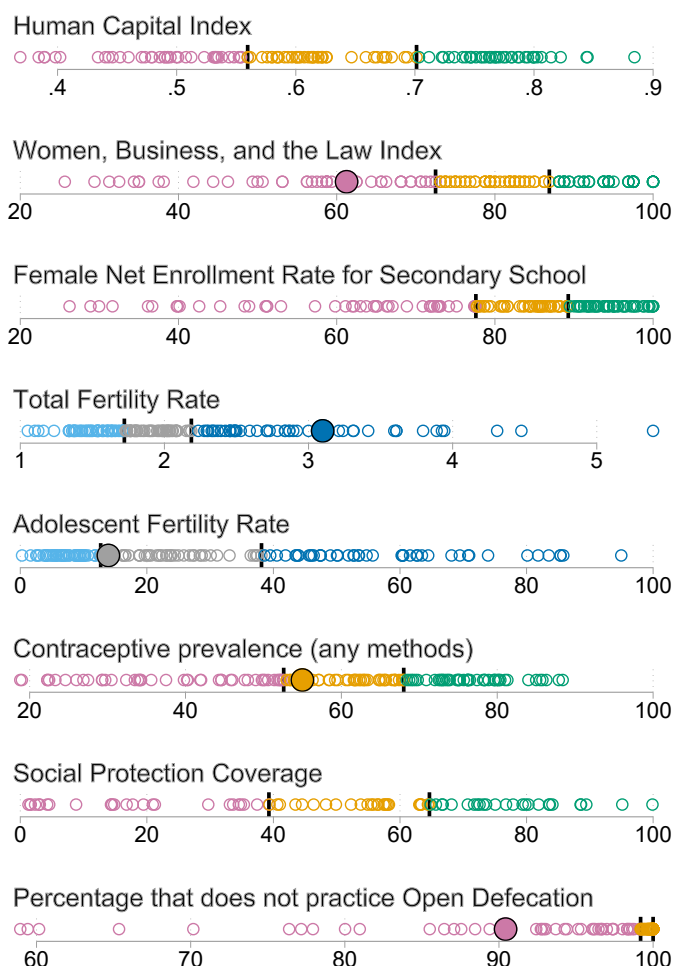 Human Capital Index
.4 .5 .6 .7 .8 .9
Women, Business, and the Law Index
20 40 60 80 100
Female Net Enrollment Rate for Secondary School
20 40 60 80 100
Total Fertility Rate
1 2 3 4 5
Adolescent Fertility Rate
0 20 40 60 80 100
Contraceptive prevalence (any methods)
20 40 60 80 100
Social Protection Coverage
0 20 40 60 80 100
Percentage that does not practice Open Defecation
60 70 80 90 100